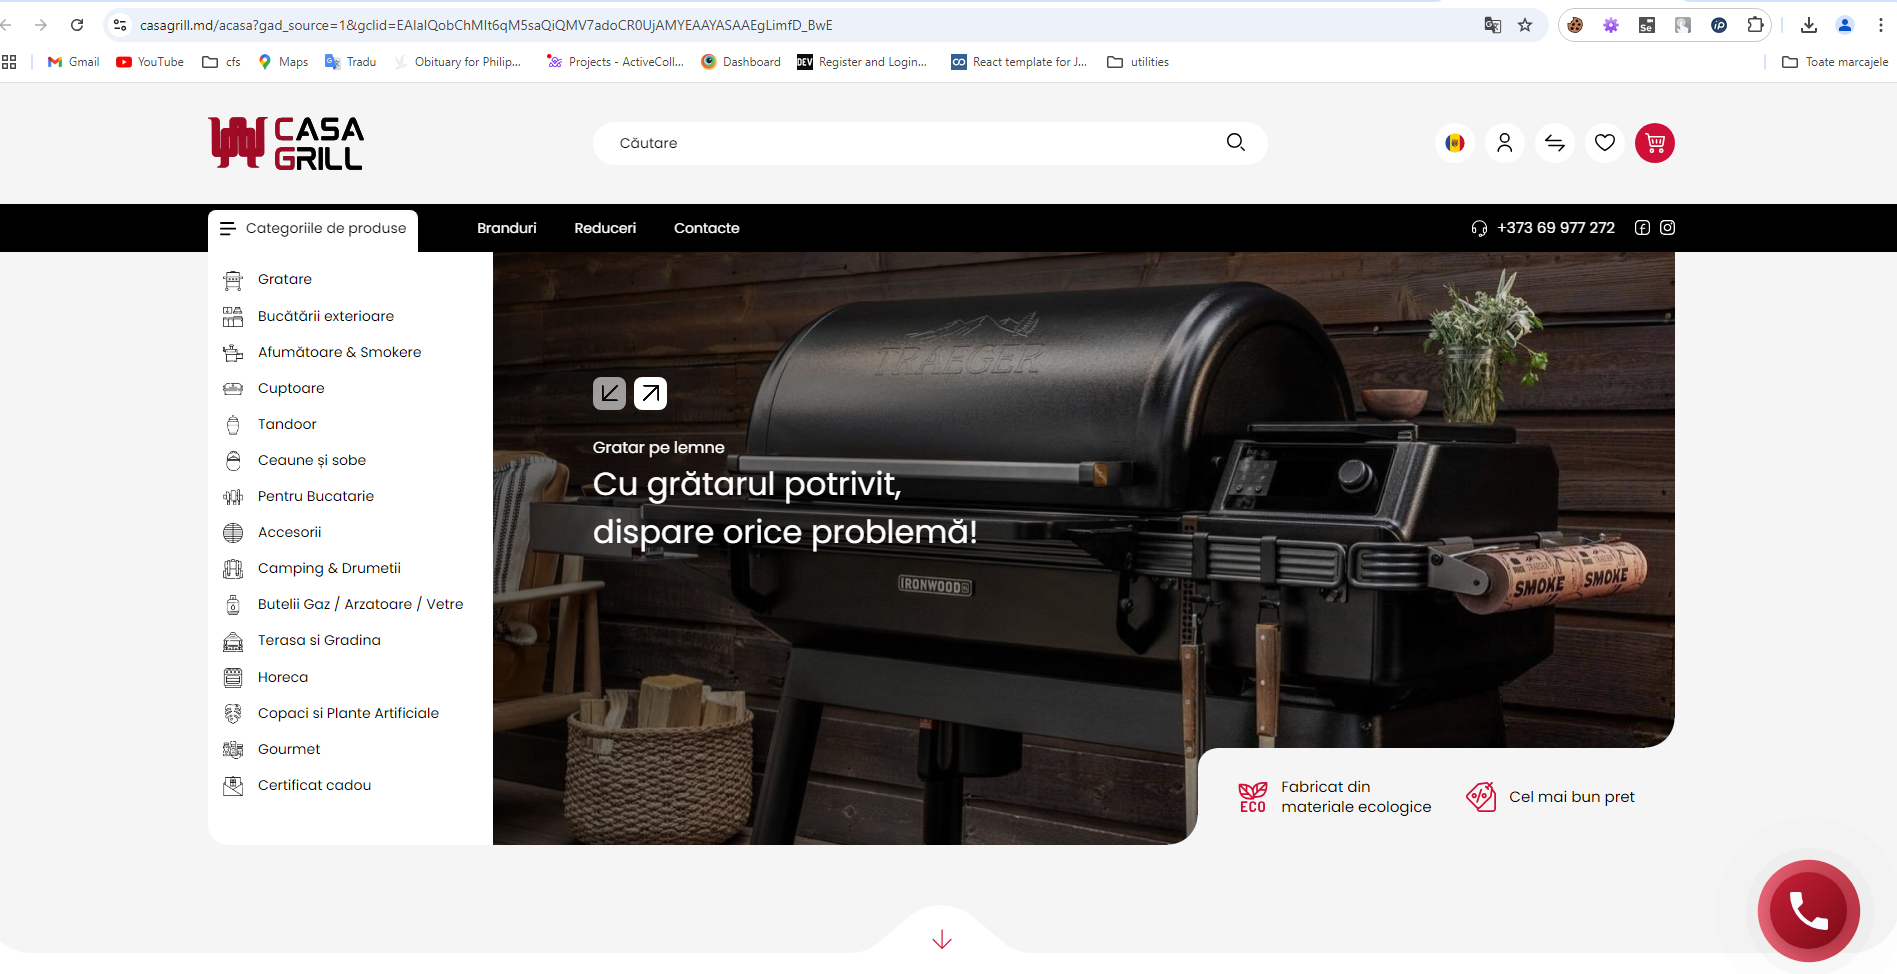 casagrill.md/acasa?gad_source=1&gclid=EAIaIQobChMIt6qM5saQiQMV7adoCR0UjAMYEAAYASAAEgLimfD_BwE
Gmail
YouTube
cfs
Maps
Tradu
Obituary for Philip...
Projects - ActiveColl...
Dashboard
DEV
Register and Login...
React template for J...
utilities
Toate marcajele
CASA
GRILL
Căutare
Categoriile de produse
Branduri
Reduceri
Contacte
+373 69 977 272
Gratare
Bucătării exterioare
Afumătoare & Smokere
Cuptoare
Tandoor
Ceaune și sobe
Pentru Bucatarie
Accesorii
Camping & Drumetii
Butelii Gaz / Arzatoare / Vetre
Terasa si Gradina
Horeca
Copaci si Plante Artificiale
Gourmet
Certificat cadou
TRAEGER
Gratar pe lemne
Cu grătarul potrivit,
dispare orice problemă!
IRONWOOD
SMOKE
SMOKE
ECO
Fabricat din
materiale ecologice
Cel mai bun pret